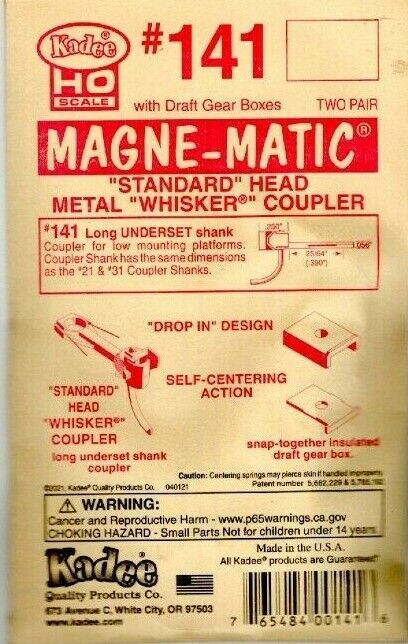 Kadee®
HO
SCALE
#141
with Draft Gear Boxes TWO PAIR
MAGNE-MATIC®
"STANDARD" HEAD
METAL "WHISKER®" COUPLER
#141 Long UNDERSET shank
Coupler for low mounting platforms.
Coupler Shank has the same dimensions
as the #21 & #31 Coupler Shanks.
.256"
25/64"
(.390")
.056"
"DROP IN" DESIGN
SELF-CENTERING
ACTION
"STANDARD"
HEAD
"WHISKER®"
COUPLER
long underset shank
coupler
snap-together insulated
draft gear box.
Caution: Centering springs may pierce skin if handled improperly
©2021, Kadee® Quality Products Co. 040121 Patent number 5,662,229 & 5,785,192
⚠ WARNING:
Cancer and Reproductive Harm - www.p65warnings.ca.gov
CHOKING HAZARD - Small Parts Not for Children under 14 years
Kadee®
Quality Products Co.
673 Avenue C, White City, OR 97503
www.kadee.com
Made in the U.S.A.
All Kadee® products are Guaranteed
7 65484 00141 6